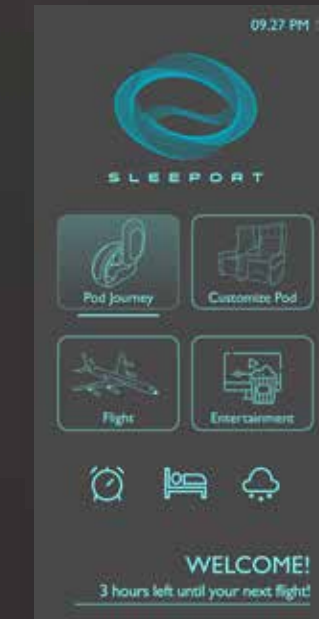 09.27 PM
SLEEPORT
Pod Journey
Customize Pod
Flight
Entertainment
WELCOME!
3 hours left until your next flight!